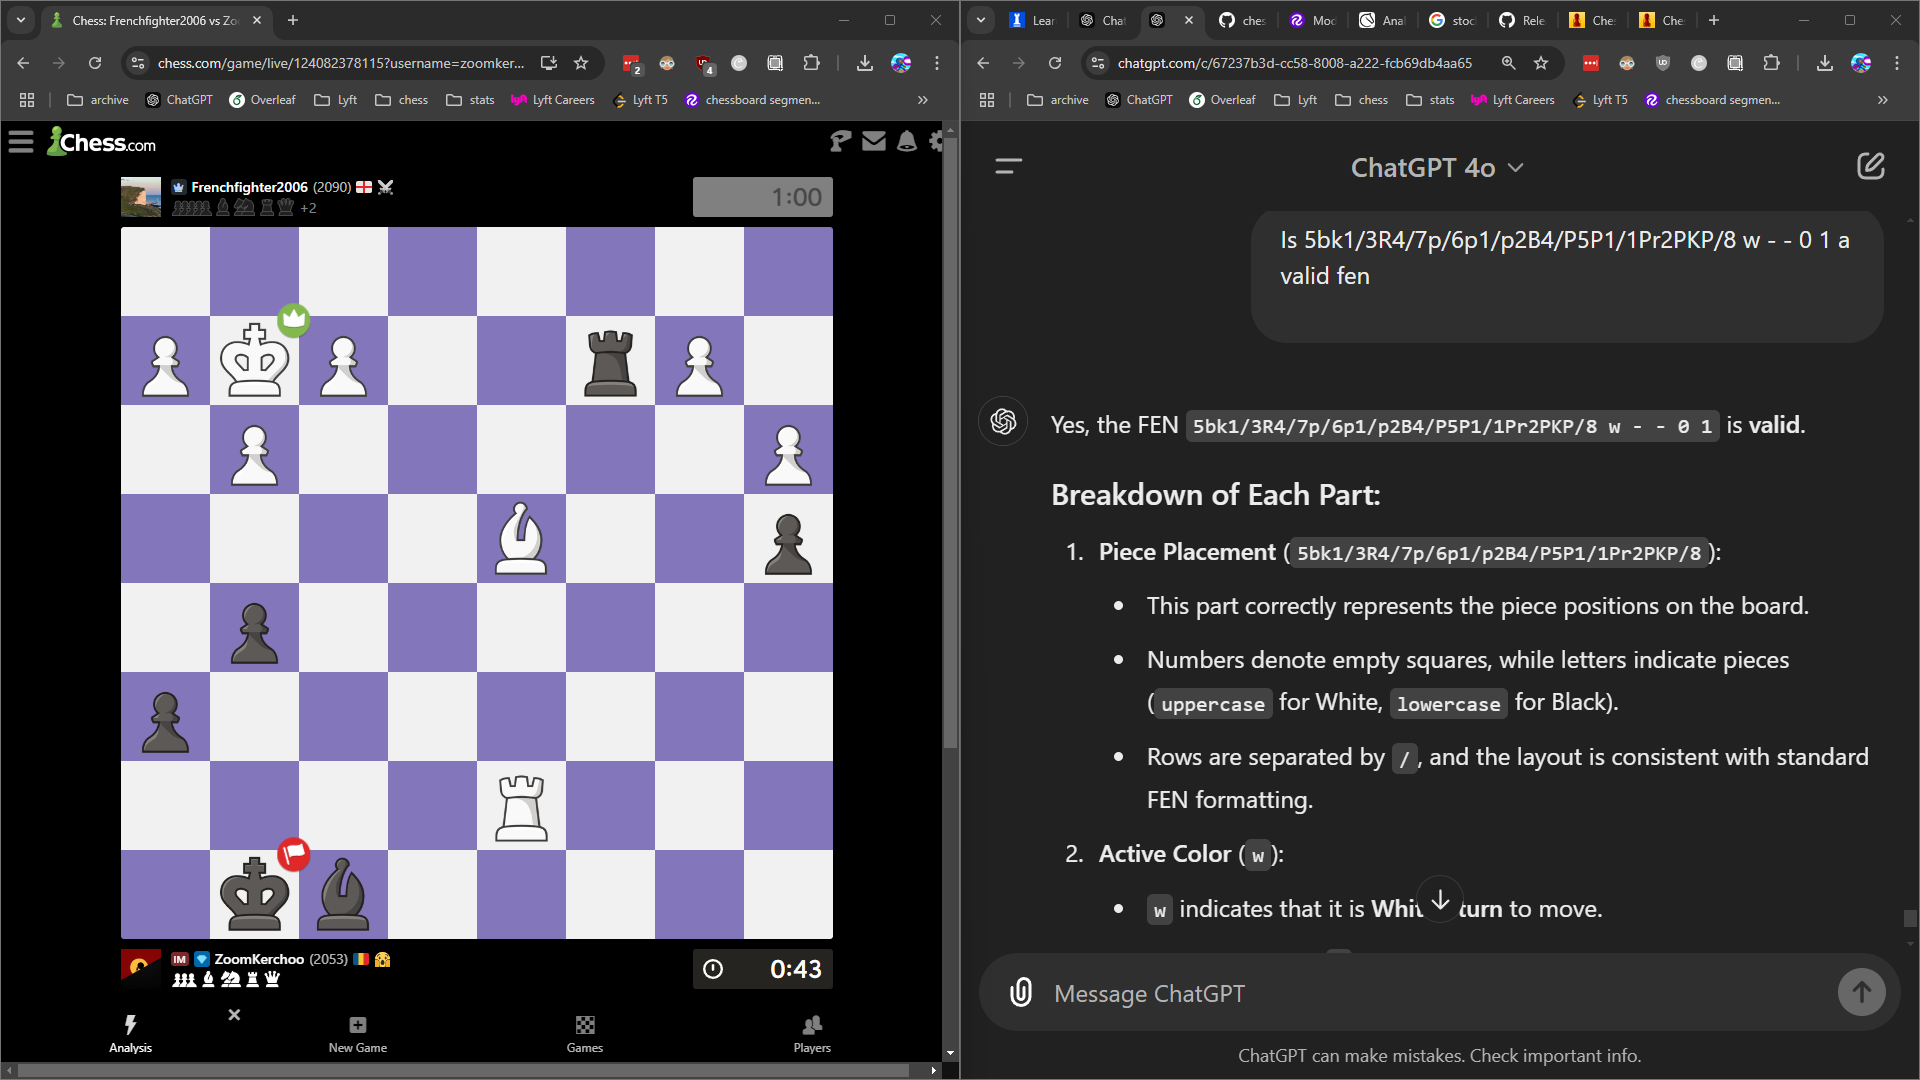 Chess: Frenchfighter2006 vs Zoo
chess.com/game/live/124082378115?username=zoomker...
2
4
archive
ChatGPT
Overleaf
Lyft
chess
stats
Lyft Careers
Lyft T5
chessboard segmen...
Chess.com
Frenchfighter2006 (2090)
+2
1:00
IM ZoomKerchoo (2053)
0:43
Analysis
New Game
Games
Players
Lear
Chat
ches
Mod
Anal
stoc
Rele
Che
Che
chatgpt.com/c/67237b3d-cc58-8008-a222-fcb69db4aa65
archive
ChatGPT
Overleaf
Lyft
chess
stats
Lyft Careers
Lyft T5
chessboard segmen...
ChatGPT 4o
Is 5bk1/3R4/7p/6p1/p2B4/P5P1/1Pr2PKP/8 w - - 0 1 a
valid fen
Yes, the FEN 5bk1/3R4/7p/6p1/p2B4/P5P1/1Pr2PKP/8 w - - 0 1 is valid.
Breakdown of Each Part:
1. Piece Placement (5bk1/3R4/7p/6p1/p2B4/P5P1/1Pr2PKP/8):
• This part correctly represents the piece positions on the board.
• Numbers denote empty squares, while letters indicate pieces
(uppercase for White, lowercase for Black).
• Rows are separated by /, and the layout is consistent with standard
FEN formatting.
2. Active Color (w):
• w indicates that it is Whit turn to move.
Message ChatGPT
ChatGPT can make mistakes. Check important info.